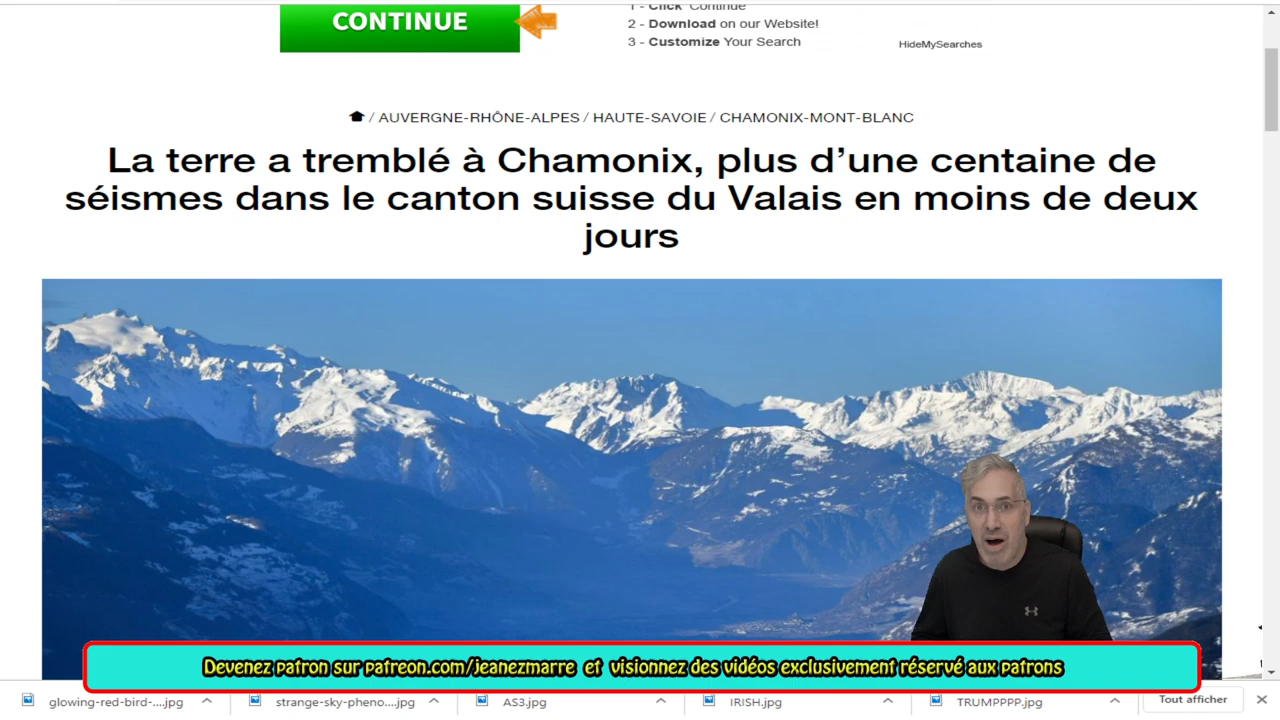 1 - Click 'Continue'
CONTINUE
2 - Download on our Website!
3 - Customize Your Search
HideMySearches
/ AUVERGNE-RHÔNE-ALPES / HAUTE-SAVOIE / CHAMONIX-MONT-BLANC
La terre a tremblé à Chamonix, plus d’une centaine de
séismes dans le canton suisse du Valais en moins de deux
jours
Devenez patron sur patreon.com/jeanezmarre et visionnez des vidéos exclusivement réservé aux patrons
glowing-red-bird-....jpg
strange-sky-pheno....jpg
AS3.jpg
IRISH.jpg
TRUMPPPP.jpg
Tout afficher